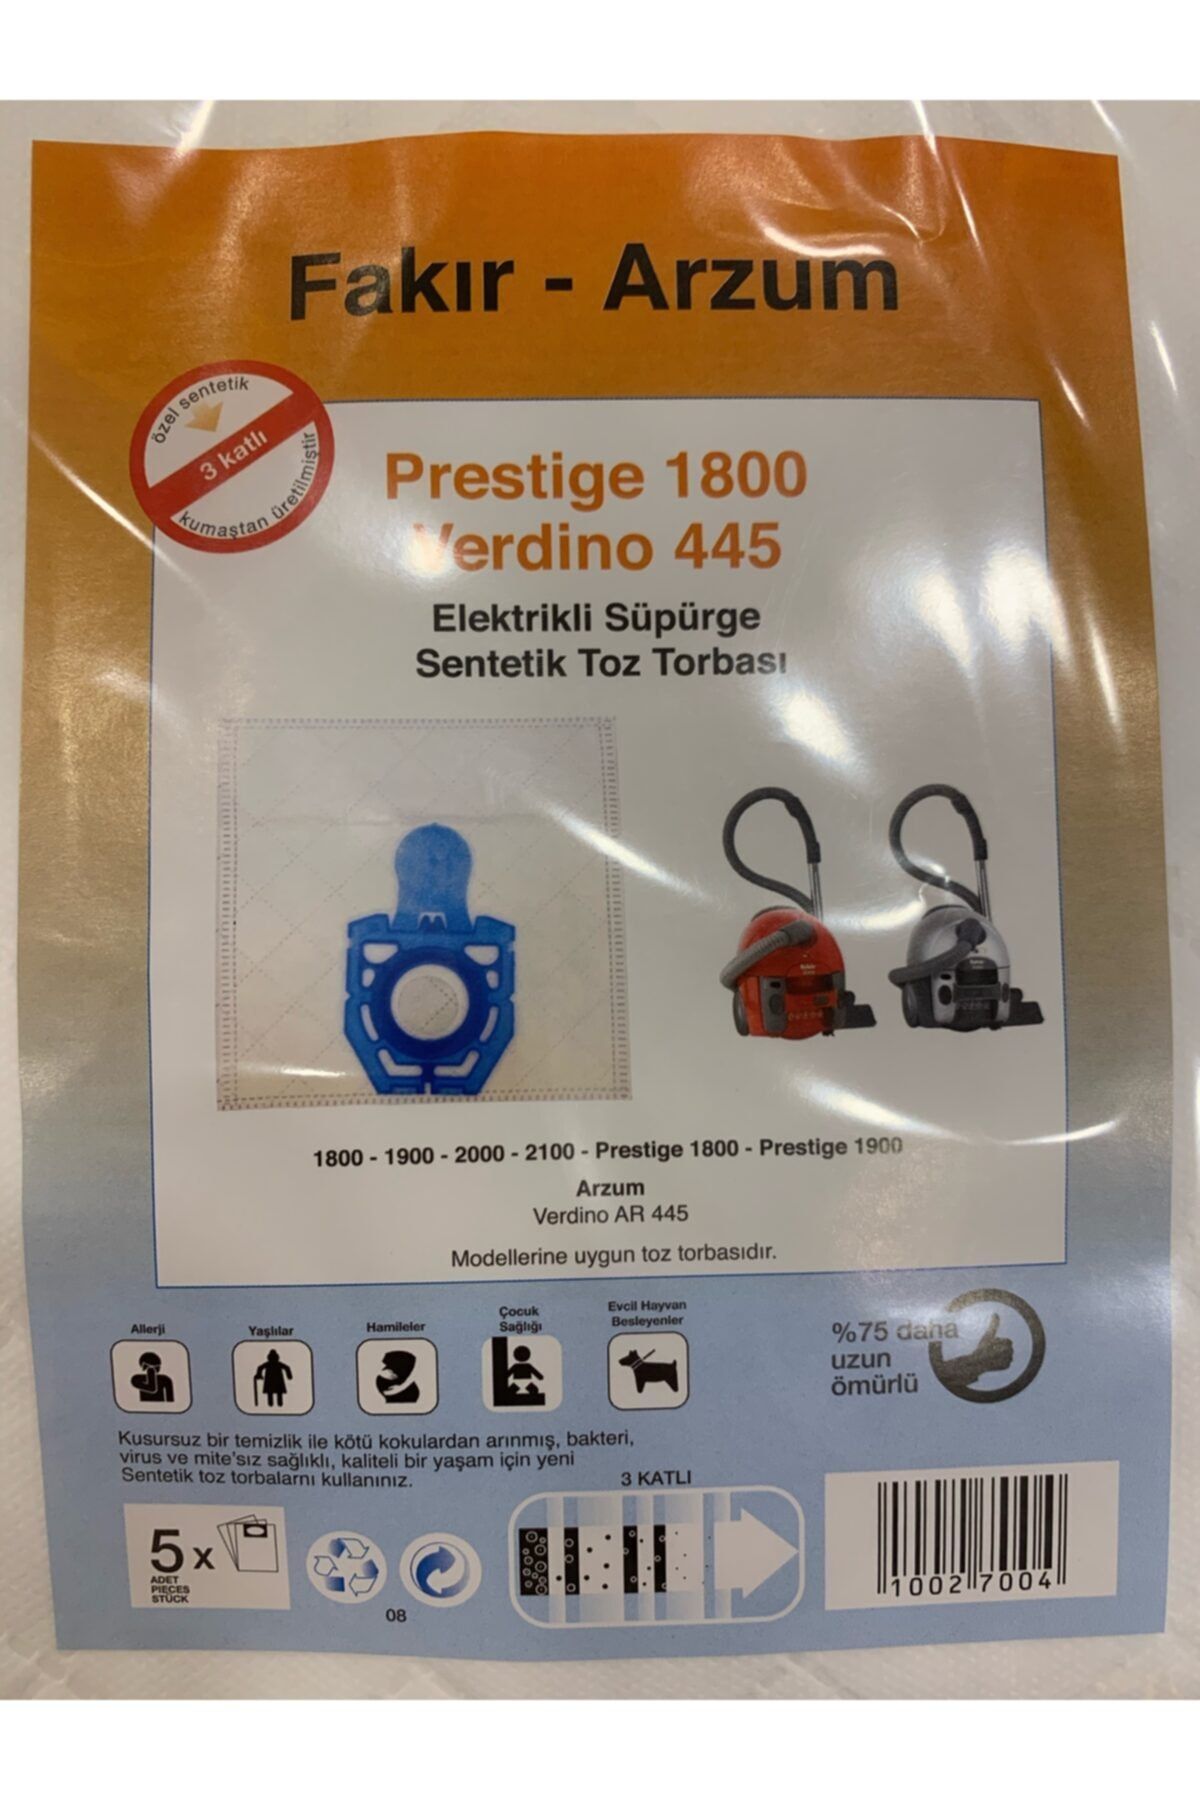 Fakır - Arzum
özel sentetik
3 katlı
kumaştan üretilmiştir
Prestige 1800
Verdino 445
Elektrikli Süpürge
Sentetik Toz Torbası
1800 - 1900 - 2000 - 2100 - Prestige 1800 - Prestige 1900
Arzum
Verdino AR 445
Modellerine uygun toz torbasıdır.
Allerji
Yaşlılar
Hamileler
Çocuk
Sağlığı
Evcil Hayvan
Besleyenler
%75 daha
uzun
ömürlü
Kusursuz bir temizlik ile kötü kokulardan arınmış, bakteri,
virus ve mite'sız sağlıklı, kaliteli bir yaşam için yeni
Sentetik toz torbalarnı kullanınız.
3 KATLI
5 x
ADET
PIECES
STÜCK
08
10027004